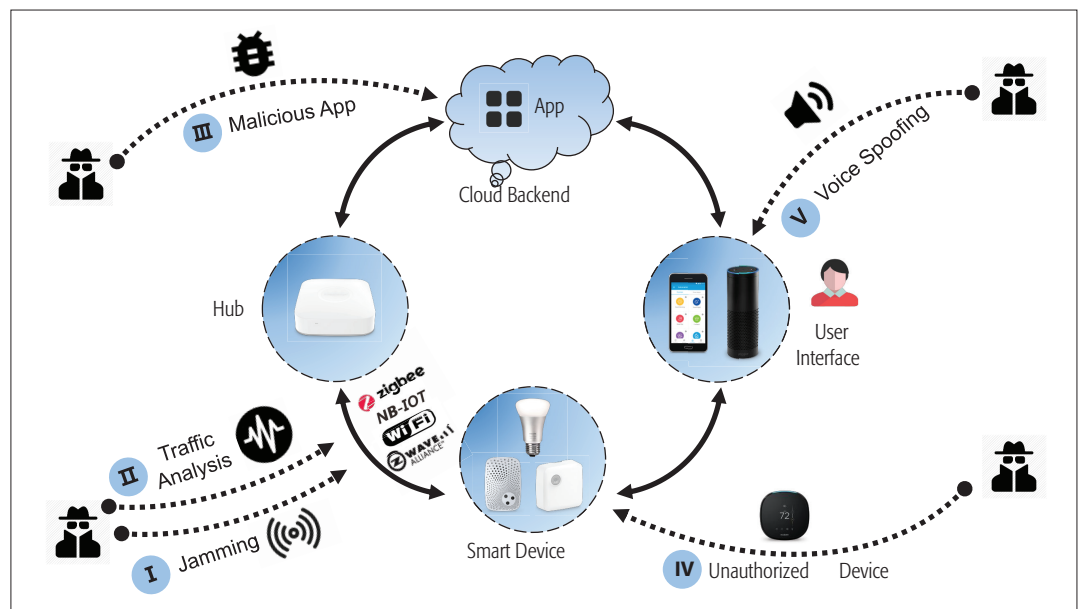 III Malicious App
App
Cloud Backend
V Voice Spoofing
Hub
User
Interface
zigbee
NB-IOT
WiFi
Z WAVE
ALLIANCE
II Traffic
Analysis
I Jamming
Smart Device
72
IV Unauthorized Device